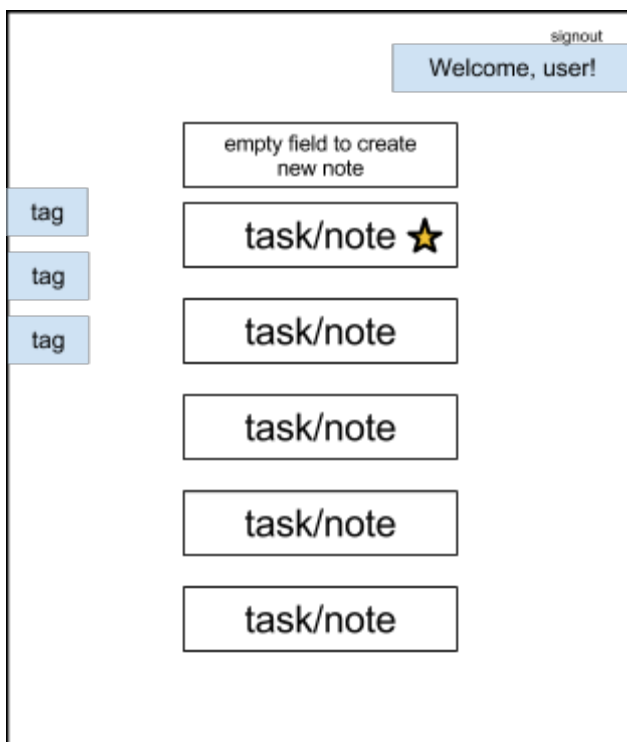 signout
Welcome, user!
empty field to create
new note
task/note
tag
tag
task/note
tag
task/note
task/note
task/note